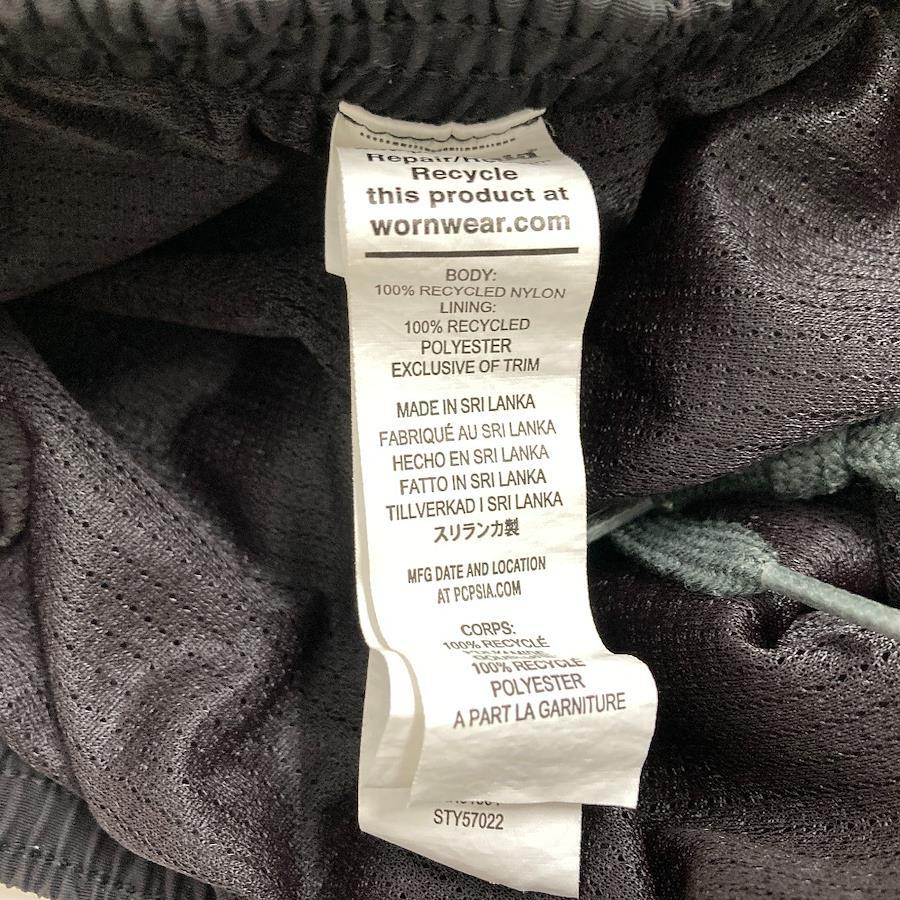 Repair/
Recycle
this product at
wornwear.com
BODY:
100% RECYCLED NYLON
LINING:
100% RECYCLED
POLYESTER
EXCLUSIVE OF TRIM
MADE IN SRI LANKA
FABRIQUÉ AU SRI LANKA
HECHO EN SRI LANKA
FATTO IN SRI LANKA
TILLVERKAD I SRI LANKA
スリランカ製
MFG DATE AND LOCATION
AT PCPSIA.COM
CORPS:
100% RECYCLÉ
100% RECYCLÉ
POLYESTER
A PART LA GARNITURE
STY57022